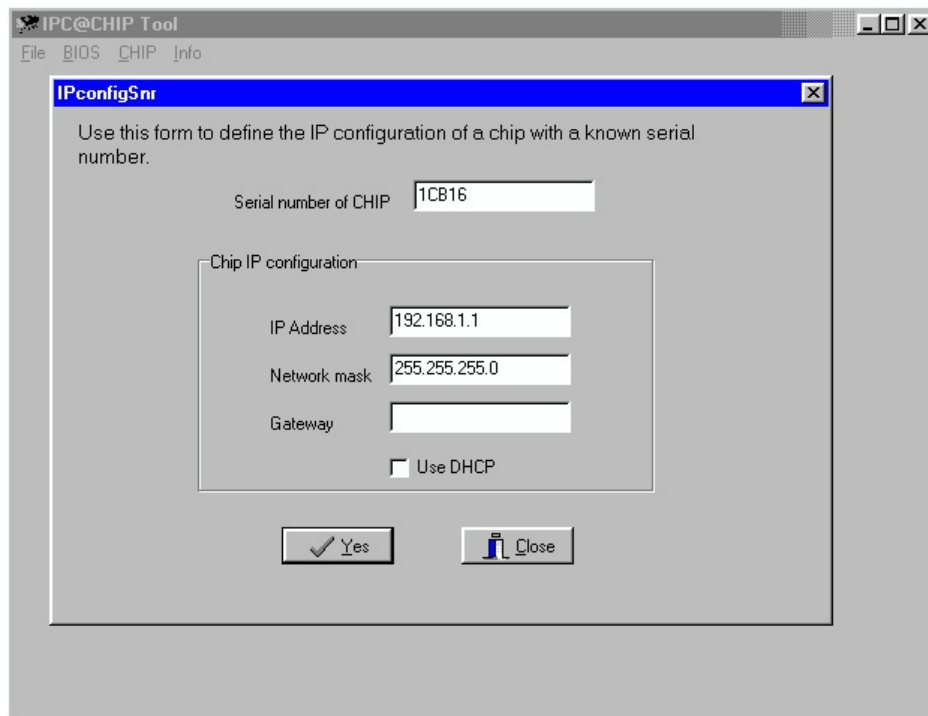 IPC@CHIP Tool
File BIOS CHIP Info
IPconfigSnr
Use this form to define the IP configuration of a chip with a known serial
number.
Serial number of CHIP 1CB16
Chip IP configuration
IP Address 192.168.1.1
Network mask 255.255.255.0
Gateway
Use DHCP
Yes Close